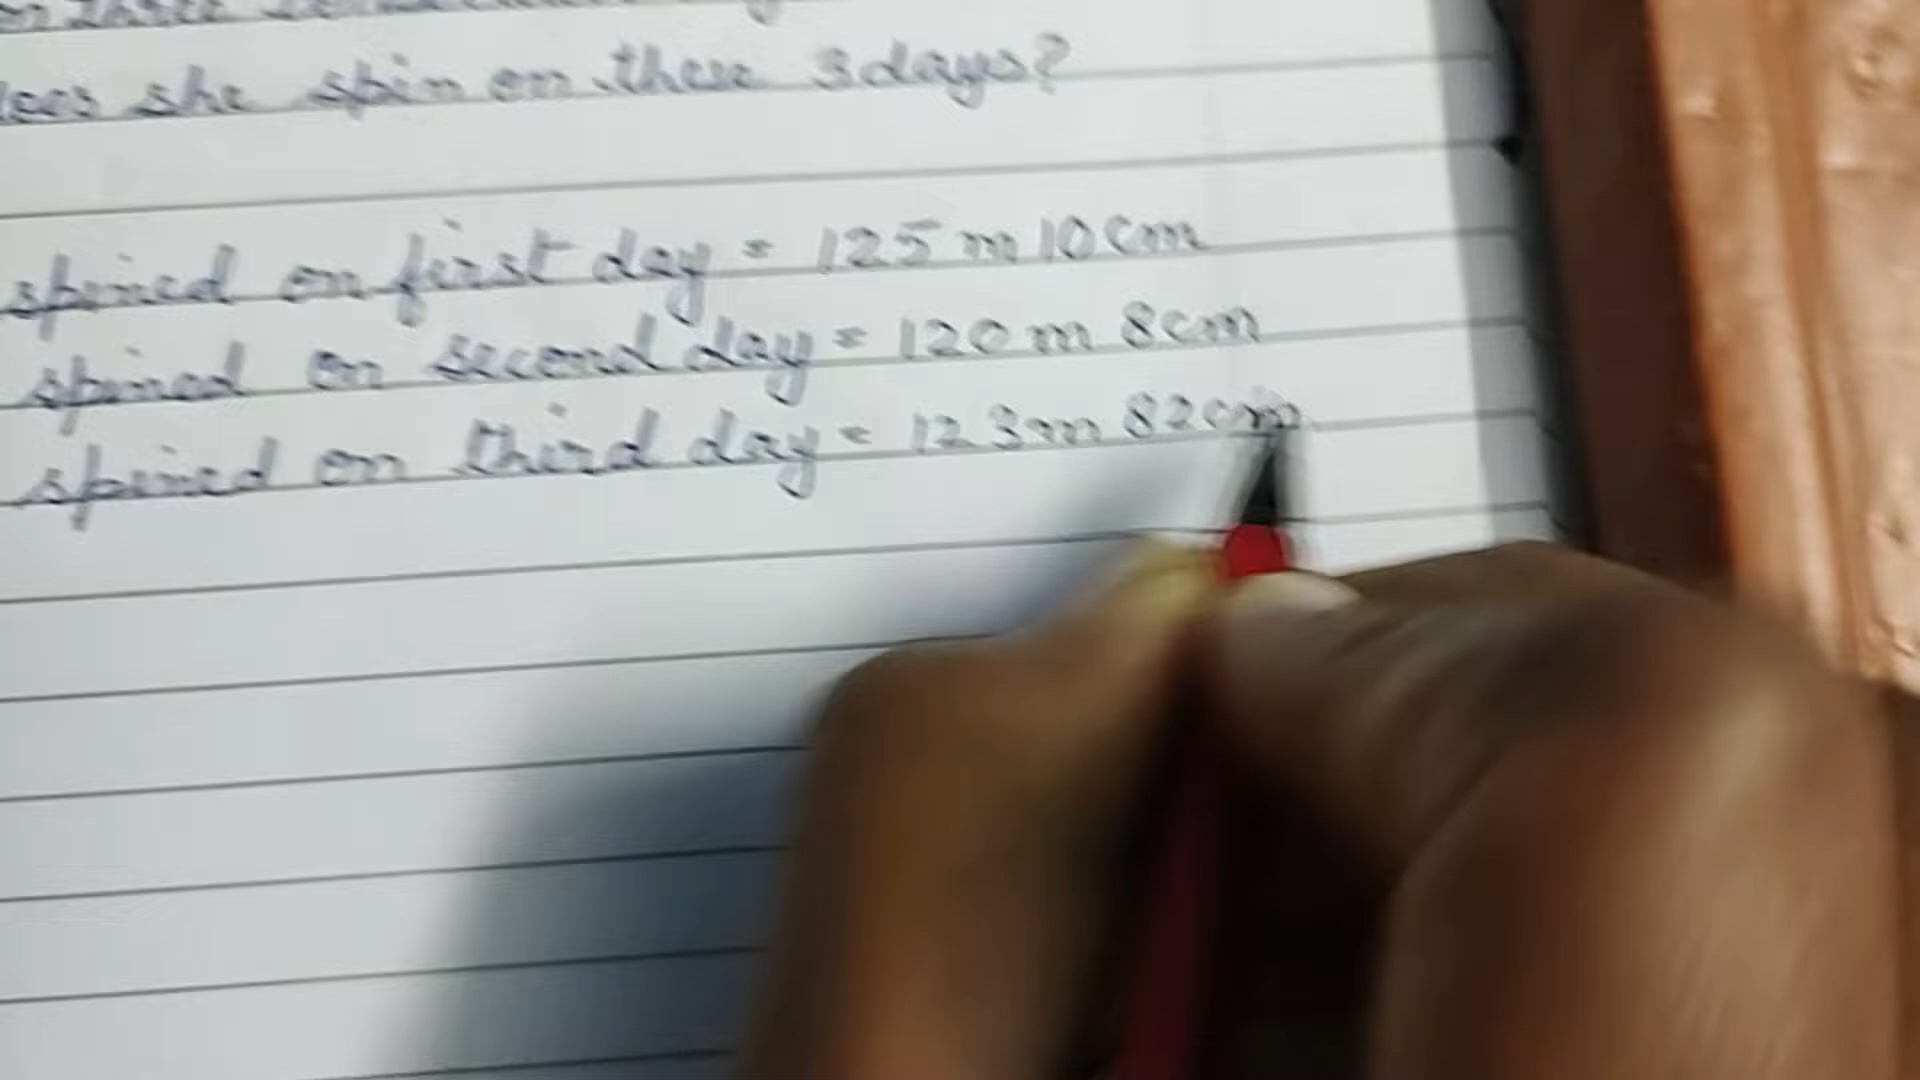 does she spin on these 3 days?
spined on first day = 125 m 10 cm
spined on second day = 120 m 8 cm
spined on third day = 123 m 82 cm